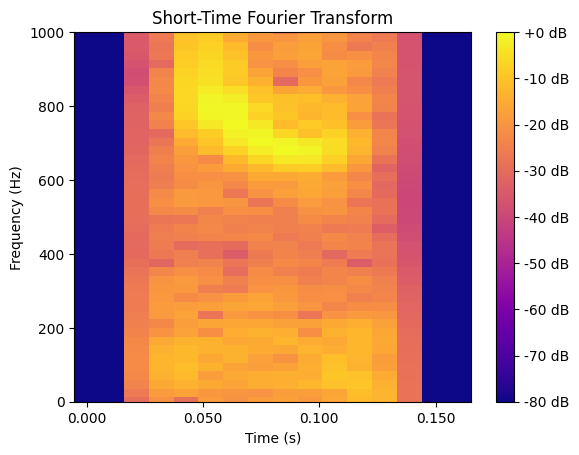 Short-Time Fourier Transform
1000
800
600
400
200
0
Frequency (Hz)
0.000
0.050
0.100
0.150
Time (s)
+0 dB
-10 dB
-20 dB
-30 dB
-40 dB
-50 dB
-60 dB
-70 dB
-80 dB